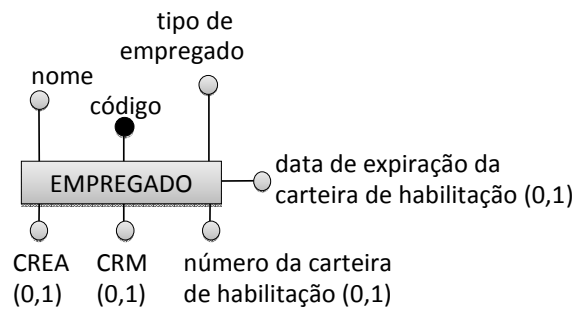 tipo de
empregado
nome
código
EMPREGADO
data de expiração da
carteira de habilitação (0,1)
CREA
(0,1)
CRM
(0,1)
número da carteira
de habilitação (0,1)